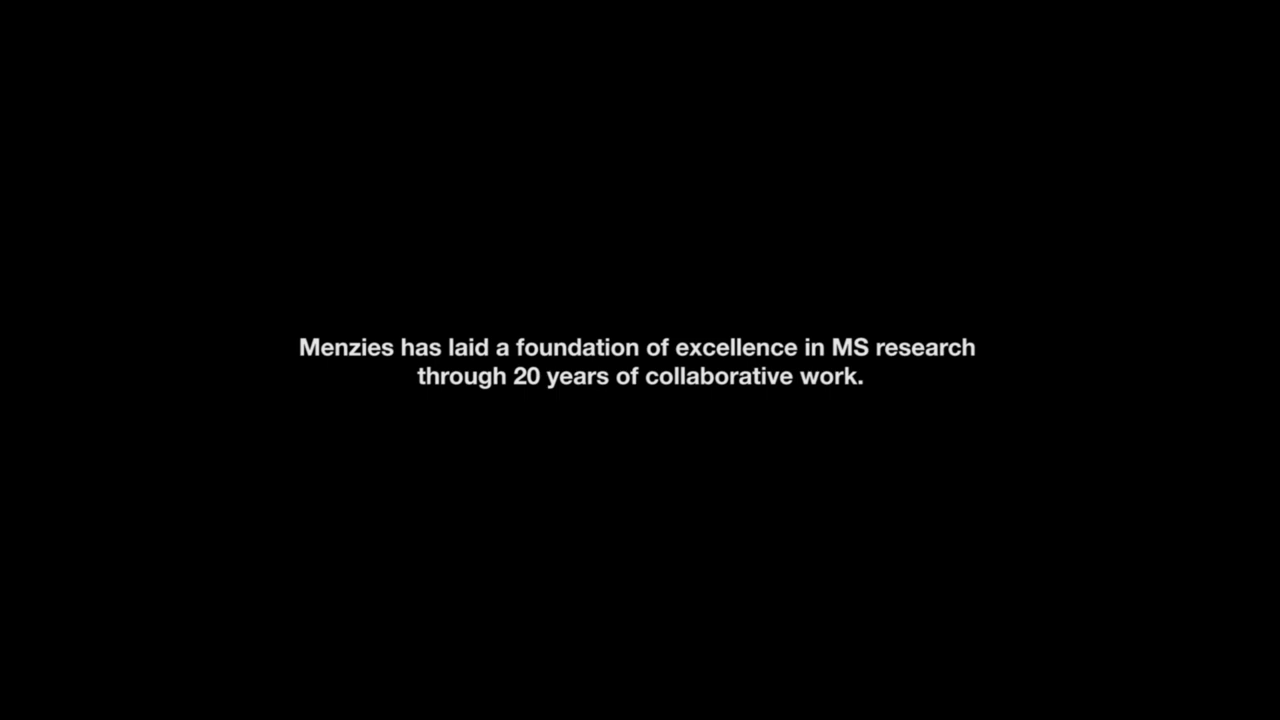 Menzies has laid a foundation of excellence in MS research
through 20 years of collaborative work.